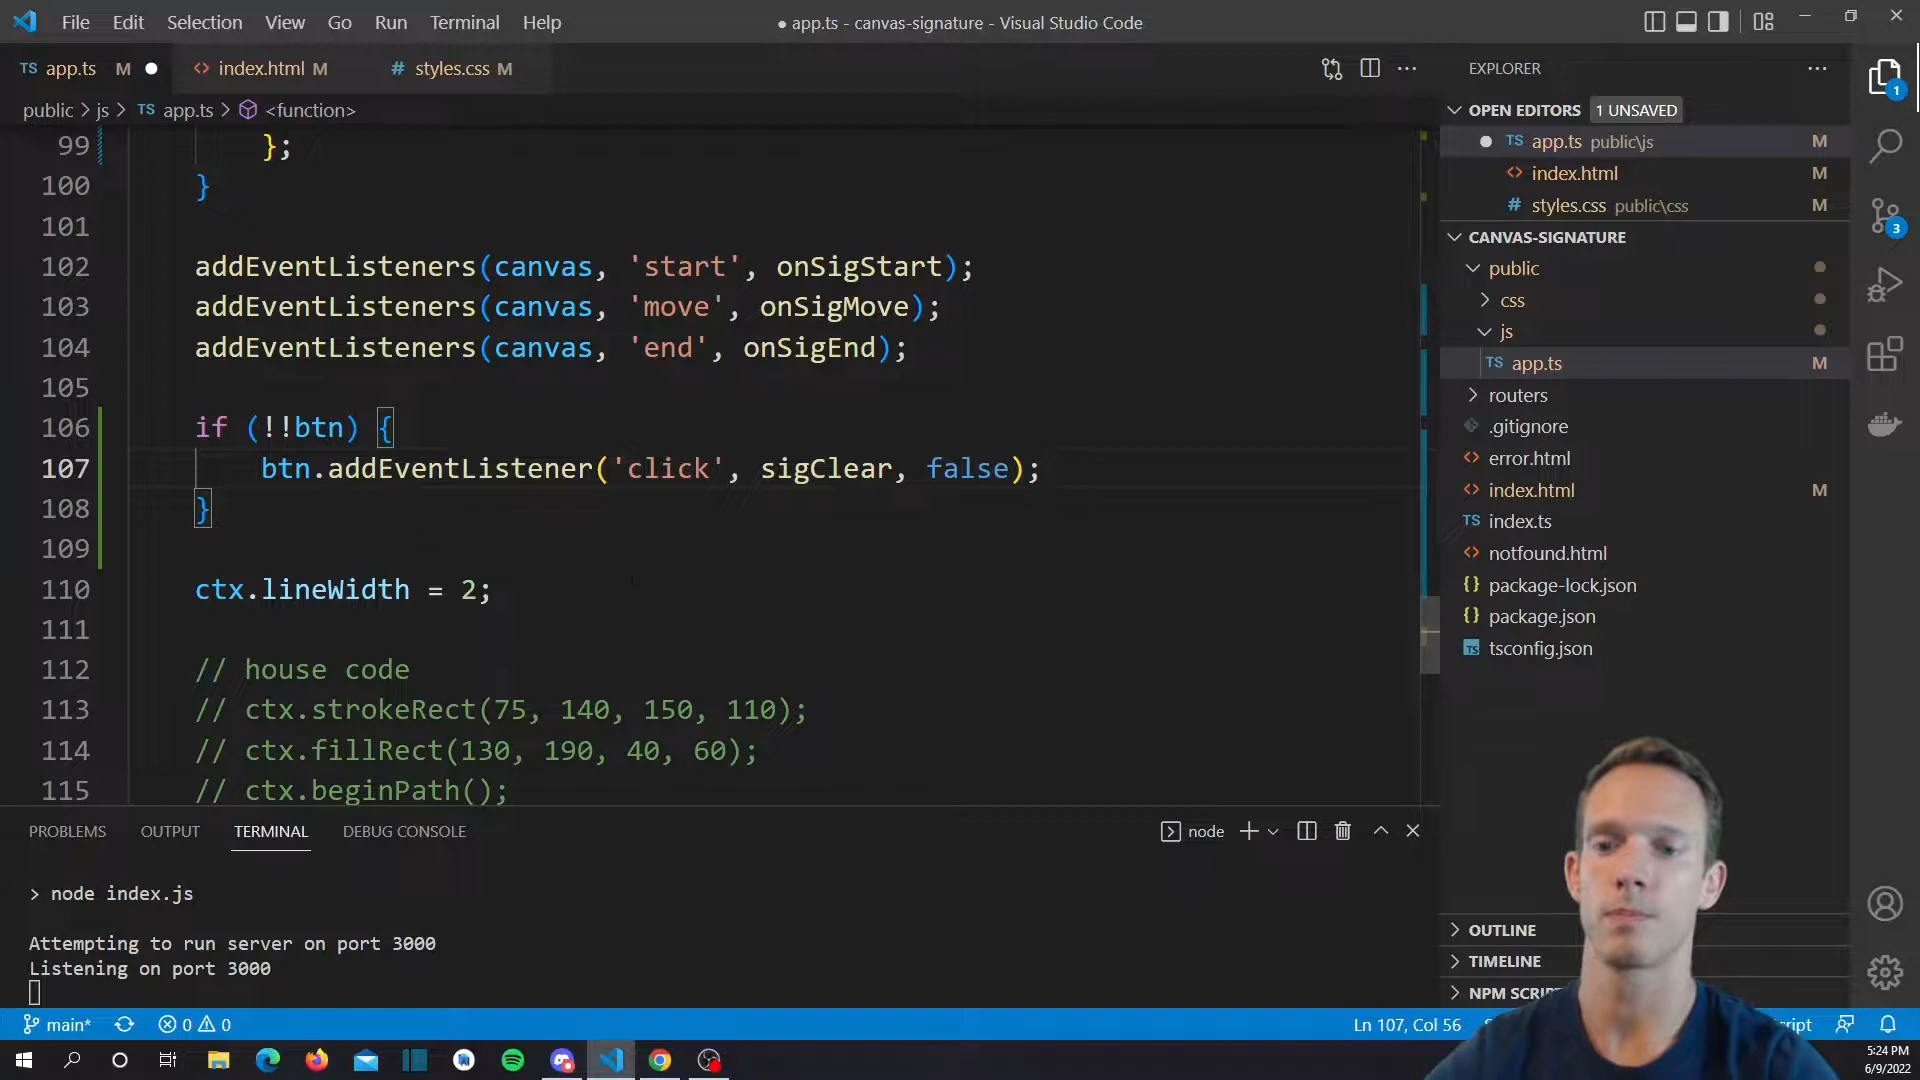 File Edit Selection View Go Run Terminal Help
● app.ts - canvas-signature - Visual Studio Code
TS app.ts M
<> index.html M
# styles.css M
public > js > TS app.ts > <function>
99 };
100 }
101
102 addEventListeners(canvas, 'start', onSigStart);
103 addEventListeners(canvas, 'move', onSigMove);
104 addEventListeners(canvas, 'end', onSigEnd);
105
106 if (!!btn) {
107 btn.addEventListener('click', sigClear, false);
108 }
109
110 ctx.lineWidth = 2;
111
112 // house code
113 // ctx.strokeRect(75, 140, 150, 110);
114 // ctx.fillRect(130, 190, 40, 60);
115 // ctx.beginPath();
PROBLEMS OUTPUT TERMINAL DEBUG CONSOLE
node
> node index.js
Attempting to run server on port 3000
Listening on port 3000
EXPLORER
OPEN EDITORS 1 UNSAVED
TS app.ts public\js M
<> index.html M
# styles.css public\css M
CANVAS-SIGNATURE
public
css
js
TS app.ts M
routers
.gitignore
<> error.html
<> index.html M
TS index.ts
<> notfound.html
{} package-lock.json
{} package.json
TS tsconfig.json
OUTLINE
TIMELINE
NPM
1
3
main* 0 0
Ln 107, Col 56
5:24 PM
6/9/2022